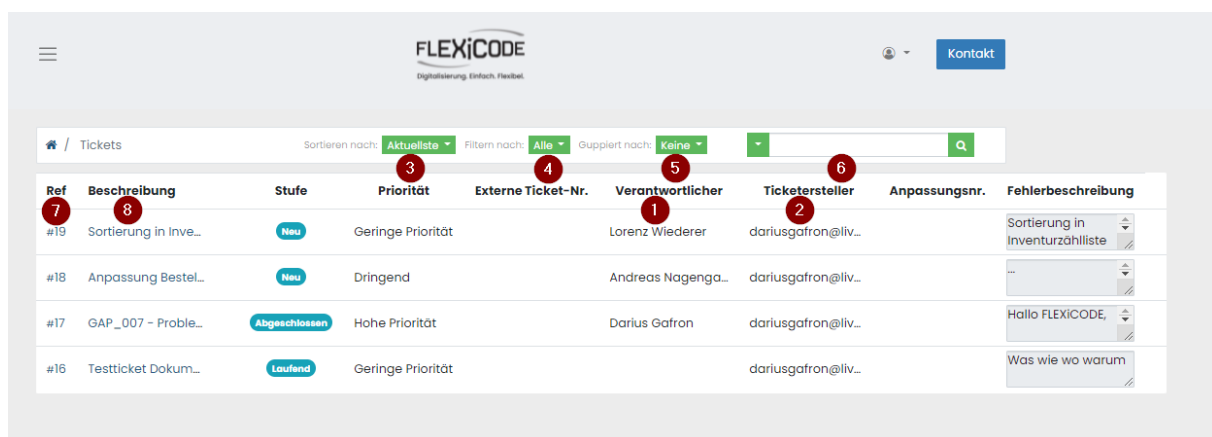 FLEXiCODE
Digitalisierung. Einfach. Flexibel.
Kontakt
/ Tickets Sortieren nach: Aktuellste Filtern nach: Alle Guppiert nach: Keine
3 4 5 6
Ref Beschreibung Stufe Priorität Externe Ticket-Nr. Verantwortlicher Ticketersteller Anpassungsnr. Fehlerbeschreibung
7 8 1 2
#19 Sortierung in Inve... Neu Geringe Priorität Lorenz Wiederer dariusgafron@liv... Sortierung in
Inventurzählliste
#18 Anpassung Bestel... Neu Dringend Andreas Nagenga... dariusgafron@liv... ...
#17 GAP_007 - Proble... Abgeschlossen Hohe Priorität Darius Gafron dariusgafron@liv... Hallo FLEXiCODE,
#16 Testticket Dokum... Laufend Geringe Priorität dariusgafron@liv... Was wie wo warum